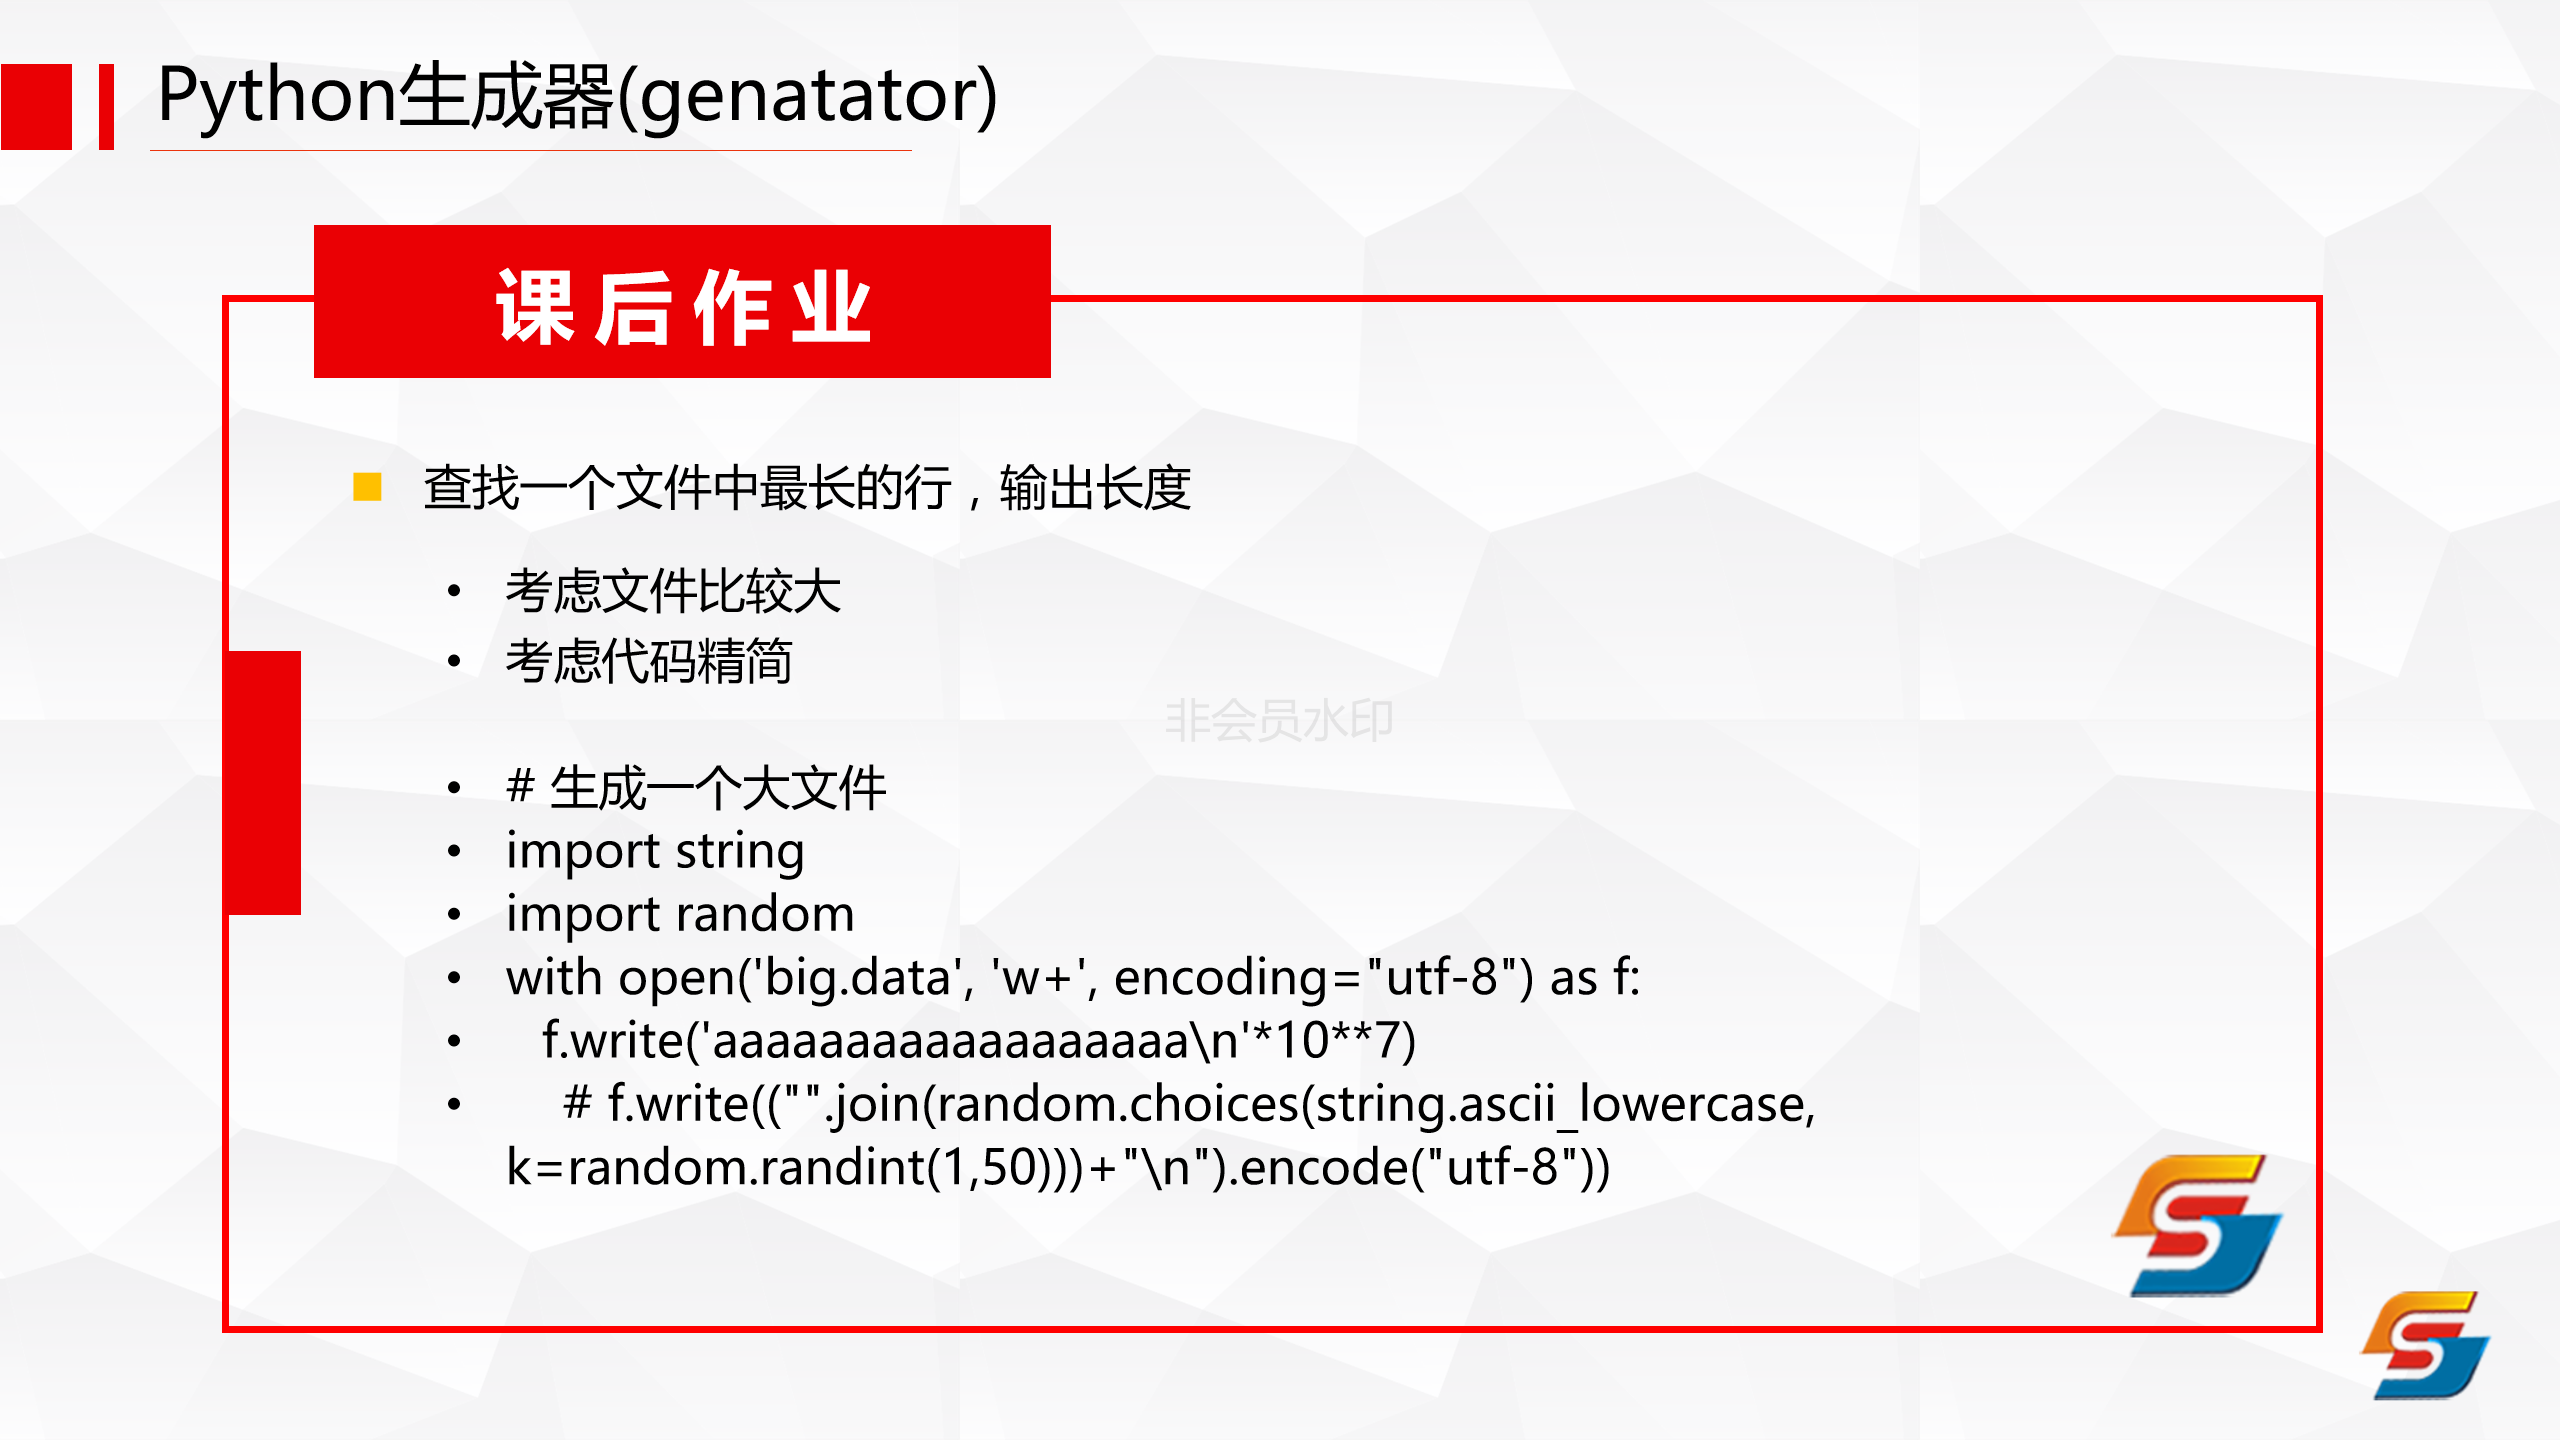 Python生成器(genatator)
课后作业
查找一个文件中最长的行，输出长度
• 考虑文件比较大
• 考虑代码精简
非会员水印
• # 生成一个大文件
• import string
• import random
• with open('big.data', 'w+', encoding="utf-8") as f:
• f.write('aaaaaaaaaaaaaaaaaa\n'*10**7)
• # f.write(("".join(random.choices(string.ascii_lowercase,
k=random.randint(1,50)))+"\n").encode("utf-8"))